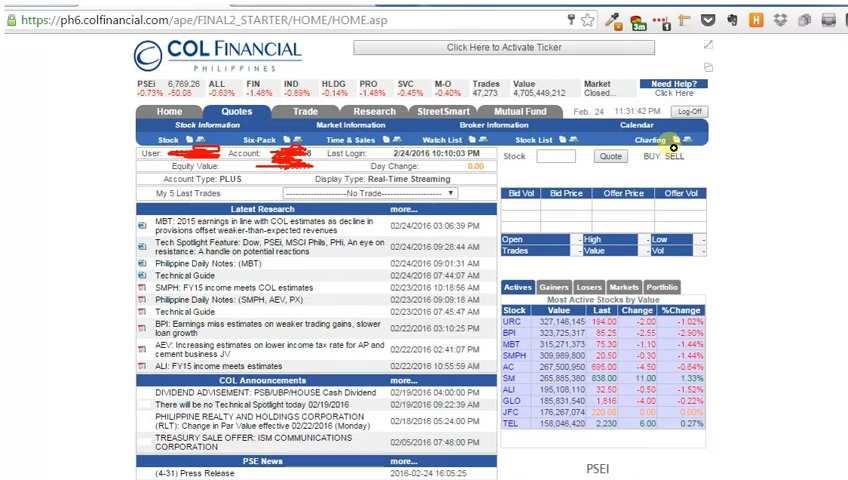 https://ph6.colfinancial.com/ape/FINAL2_STARTER/HOME/HOME.asp
COL FINANCIAL
PHILIPPINES
Click Here to Activate Ticker
PSEi 6,769.26 ALL FIN IND HLDG PRO SVC M-O Trades Value Market Need Help?
-0.73% -50.08 -0.63% -1.48% -0.89% -0.14% -1.48% -0.45% -0.40% 47,273 4,705,449,212 Closed... Click Here
Home Quotes Trade Research StreetSmart Mutual Fund Feb. 24 11:31:42 PM Log-Off
Stock Information Market Information Broker Information Calendar
Stock Six-Pack Time & Sales Watch List Stock List Charting
User: Account: Last Login: 2/24/2016 10:10:03 PM
Equity Value: Day Change: 0.00
Account Type: PLUS Display Type: Real-Time Streaming
My 5 Last Trades --------------------No Trade--------------------
Stock Quote BUY SELL
Bid Vol Bid Price Offer Price Offer Vol
Open - High - Low -
Trades - Value - Vol -
Latest Research more...
MBT: 2015 earnings in line with COL estimates as decline in provisions offset weaker-than-expected revenues 02/24/2016 03:06:39 PM
Tech Spotlight Feature: Dow, PSEi, MSCI Phils, PHi, An eye on resistance: A handle on potential reactions 02/24/2016 09:28:44 AM
Philippine Daily Notes: (MBT) 02/24/2016 09:01:31 AM
Technical Guide 02/24/2016 07:44:07 AM
SMPH: FY15 income meets COL estimates 02/23/2016 10:18:56 AM
Philippine Daily Notes: (SMPH, AEV, PX) 02/23/2016 09:09:18 AM
Technical Guide 02/23/2016 07:45:47 AM
BPI: Earnings miss estimates on weaker trading gains, slower loan growth 02/22/2016 03:10:25 PM
AEV: Increasing estimates on lower income tax rate for AP and cement business JV 02/22/2016 02:41:07 PM
ALI: FY15 income meets estimates 02/22/2016 10:55:59 AM
COL Announcements more...
DIVIDEND ADVISEMENT: PSB/UBP/HOUSE Cash Dividend 02/19/2016 04:00:00 PM
There will be no Technical Spotlight today 02/19/2016 02/19/2016 09:22:39 AM
PHILIPPINE REALTY AND HOLDINGS CORPORATION (RLT): Change in Par Value effective 02/22/2016 (Monday) 02/18/2016 05:24:00 PM
TREASURY SALE OFFER: ISM COMMUNICATIONS CORPORATION 02/05/2016 07:48:00 PM
PSE News more...
(4-31) Press Release 2016-02-24 16:05:25
Actives Gainers Losers Markets Portfolio
Most Active Stocks by Value
Stock Value Last Change %Change
URC 327,146,145 194.00 -2.00 -1.02%
BPI 323,725,317 85.25 -2.55 -2.90%
MBT 315,271,373 75.30 -1.10 -1.44%
SMPH 309,989,800 20.50 -0.30 -1.44%
AC 267,500,950 695.00 -4.50 -0.64%
SM 265,885,380 838.00 11.00 1.33%
ALI 195,108,110 32.50 -0.50 -1.52%
GLO 185,831,540 1,816 -4.00 -0.22%
JFC 176,267,074 220.00 0.00 0.00%
TEL 158,046,420 2,230 6.00 0.27%
PSEI